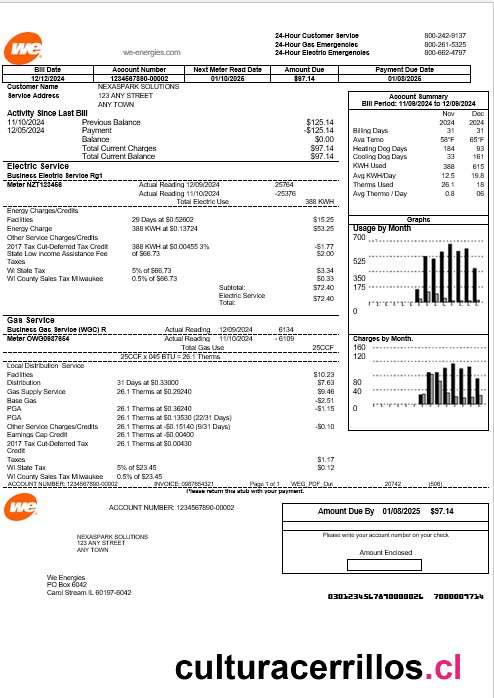 we
we-energies.com
24-Hour Customer Service 800-242-9137
24-Hour Gas Emergencies 800-261-5325
24-Hour Electric Emergencies 800-662-4797
Bill Date Account Number Next Meter Read Date Amount Due Payment Due Date
12/12/2024 1234567890-00002 01/10/2025 $97.14 01/08/2025
Customer Name NEXASPARK SOLUTIONS
Service Address 123 ANY STREET
ANY TOWN
Activity Since Last Bill
11/10/2024 Previous Balance $125.14
12/05/2024 Payment -$125.14
Balance $0.00
Total Current Charges $97.14
Total Current Balance $97.14
Account Summary
Bill Period: 11/09/2024 to 12/09/2024
Nov Dec
2024 2024
Billing Days 31 31
Ava Temo 58°F 65°F
Heating Dog Days 184 93
Cooling Dog Days 33 161
KWH Used 388 615
Avg KWH/Day 12.5 19.8
Therms Used 26.1 18
Avg Thermo / Day 0.8 06
Electric Service
Business Electric Service Rg1
Meter NZT123456 Actual Reading 12/09/2024 25764
Actual Reading 11/10/2024 -25376
Total Electric Use 388 KWH
Energy Charges/Credits
Facilities 29 Days at $0.52602 $15.25
Energy Charge 388 KWH at $0.13724 $53.25
Other Service Charges/Credits
2017 Tax Cut-Deferred Tax Credit 388 KWH at $0.00455 3% -$1.77
State Low Income Assistance Fee of $66.73 $2.00
Taxes
WI State Tax 5% of $66.73 $3.34
WI County Sales Tax Milwaukee 0.5% of $66.73 $0.33
Subtotal: $72.40
Electric Service Total: $72.40
Graphs
Usage by Month
700
525
350
175
0
Gas Service
Business Gas Service (WGC) R Actual Reading 12/09/2024 6134
Meter OWG0987654 Actual Reading 11/10/2024 - 6109
Total Gas Use 25CCF
25CCF x 045 BTU = 26.1 Therms
Local Distribution Service
Facilities $10.23
Distribution 31 Days at $0.33000 $7.63
Gas Supply Service 26.1 Therms at $0.29240 $9.46
Base Gas -$2.51
PGA 26.1 Therms at $0.36240 -$1.15
PGA 26.1 Therms at $0.13530 (22/31 Days)
Other Service Charges/Credits 26.1 Therms at -$0.15140 (9/31 Days) -$0.10
Earnings Cap Credit 26.1 Therms at -$0.00400
2017 Tax Cut-Deferred Tax Credit 26.1 Therms at $0.00430
Taxes $1.17
WI State Tax 5% of $23.45 $0.12
WI County Sales Tax Milwaukee 0.5% of $23.45
Charges by Month.
160
120
80
40
0
ACCOUNT NUMBER: 1234567890-00002 INVOICE: 0987654321 Page 1 of 1 WEG_PDF_Out 20742 (506)
Please return this stub with your payment.
we
ACCOUNT NUMBER: 1234567890-00002
NEXASPARK SOLUTIONS
123 ANY STREET
ANY TOWN
Amount Due By 01/08/2025 $97.14
Please write your account number on your check
Amount Enclosed
We Energies
PO Box 6042
Carol Stream IL 60197-6042
culturacerrillos.cl